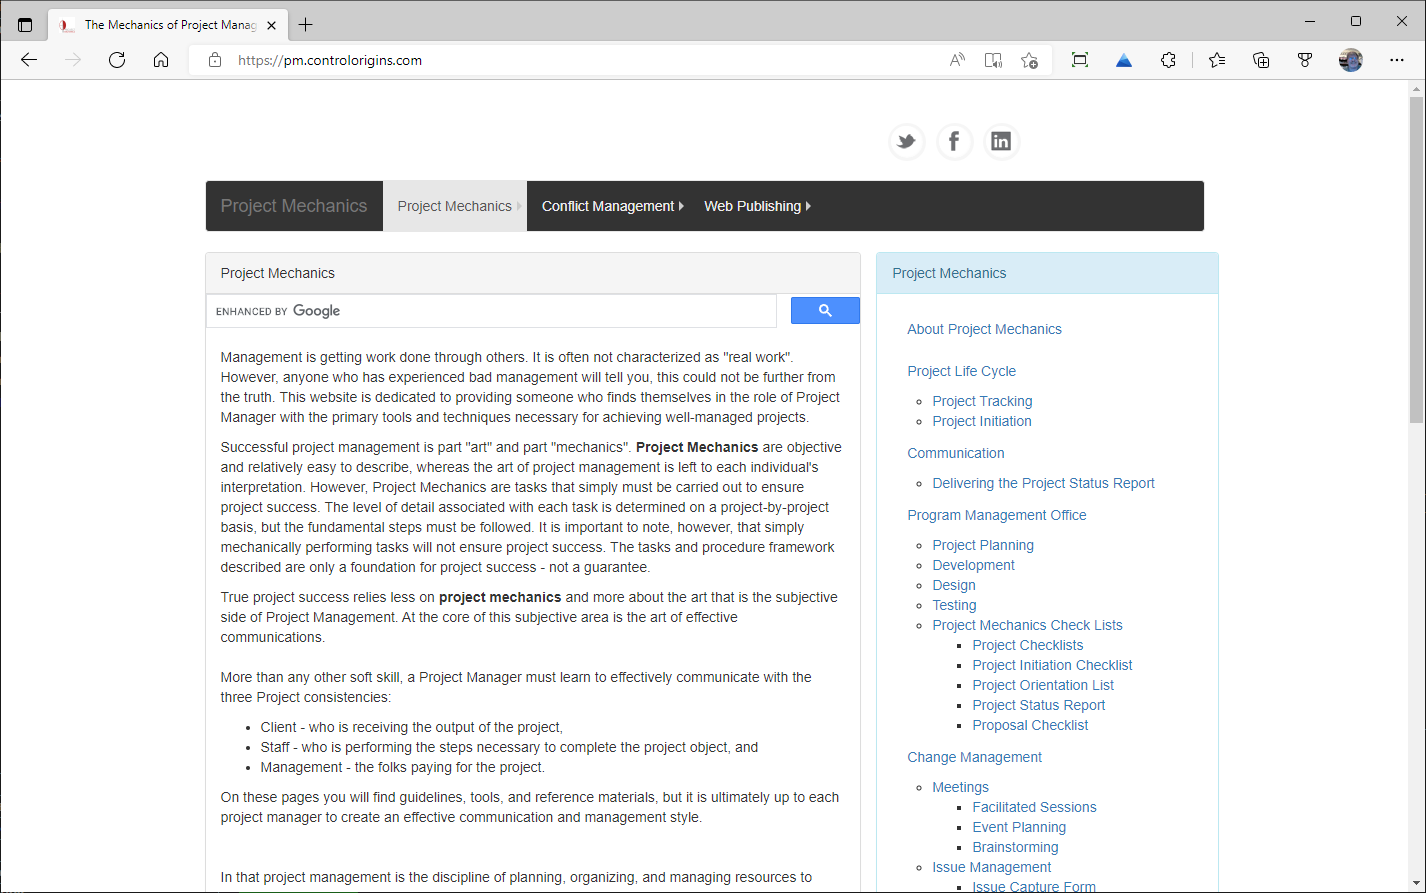 The Mechanics of Project Manag
https://pm.controlorigins.com
Project Mechanics
Project Mechanics
Conflict Management
Web Publishing
Project Mechanics
ENHANCED BY Google
Management is getting work done through others. It is often not characterized as "real work".
However, anyone who has experienced bad management will tell you, this could not be further from
the truth. This website is dedicated to providing someone who finds themselves in the role of Project
Manager with the primary tools and techniques necessary for achieving well-managed projects.
Successful project management is part "art" and part "mechanics". Project Mechanics are objective
and relatively easy to describe, whereas the art of project management is left to each individual's
interpretation. However, Project Mechanics are tasks that simply must be carried out to ensure
project success. The level of detail associated with each task is determined on a project-by-project
basis, but the fundamental steps must be followed. It is important to note, however, that simply
mechanically performing tasks will not ensure project success. The tasks and procedure framework
described are only a foundation for project success - not a guarantee.
True project success relies less on project mechanics and more about the art that is the subjective
side of Project Management. At the core of this subjective area is the art of effective
communications.
More than any other soft skill, a Project Manager must learn to effectively communicate with the
three Project consistencies:
• Client - who is receiving the output of the project,
• Staff - who is performing the steps necessary to complete the project object, and
• Management - the folks paying for the project.
On these pages you will find guidelines, tools, and reference materials, but it is ultimately up to each
project manager to create an effective communication and management style.
In that project management is the discipline of planning, organizing, and managing resources to
Project Mechanics
About Project Mechanics
Project Life Cycle
Project Tracking
Project Initiation
Communication
Delivering the Project Status Report
Program Management Office
Project Planning
Development
Design
Testing
Project Mechanics Check Lists
Project Checklists
Project Initiation Checklist
Project Orientation List
Project Status Report
Proposal Checklist
Change Management
Meetings
Facilitated Sessions
Event Planning
Brainstorming
Issue Management
Issue Capture Form